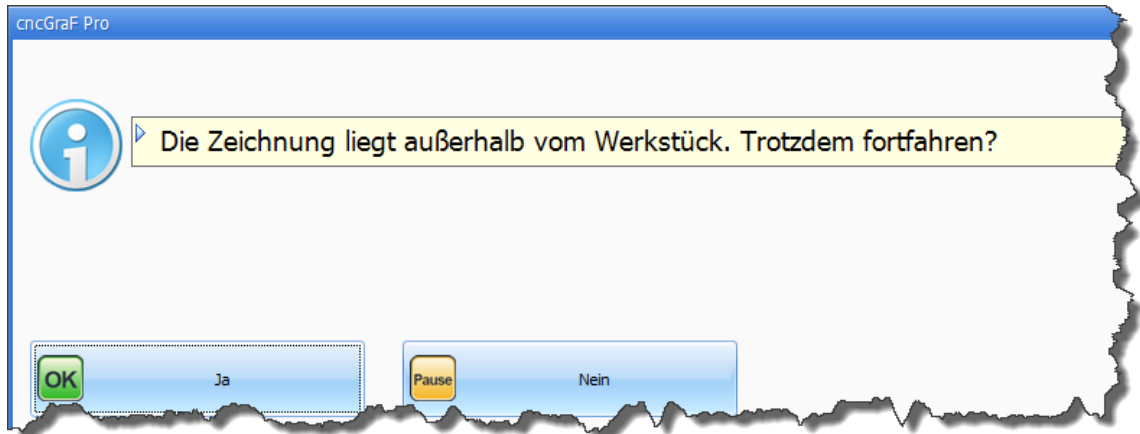 cncGraF Pro
Die Zeichnung liegt außerhalb vom Werkstück. Trotzdem fortfahren?
OK Ja Pause Nein